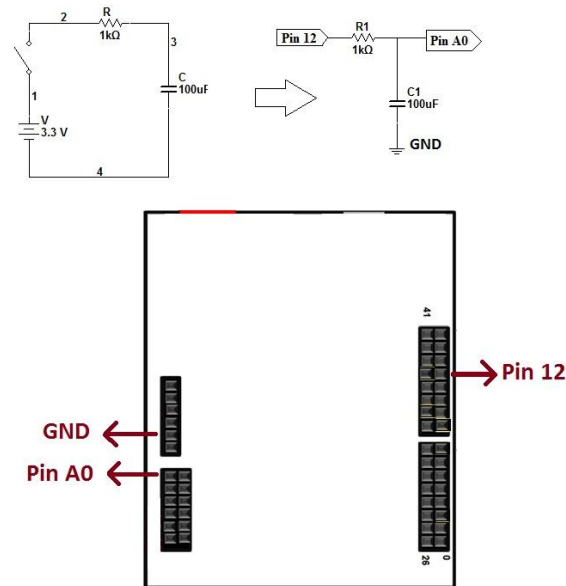 2
R
1kΩ
3
C
100uF
1
V
3.3 V
4
Pin 12
R1
1kΩ
Pin A0
C1
100uF
GND
41
Pin 12
GND
Pin A0
26
0